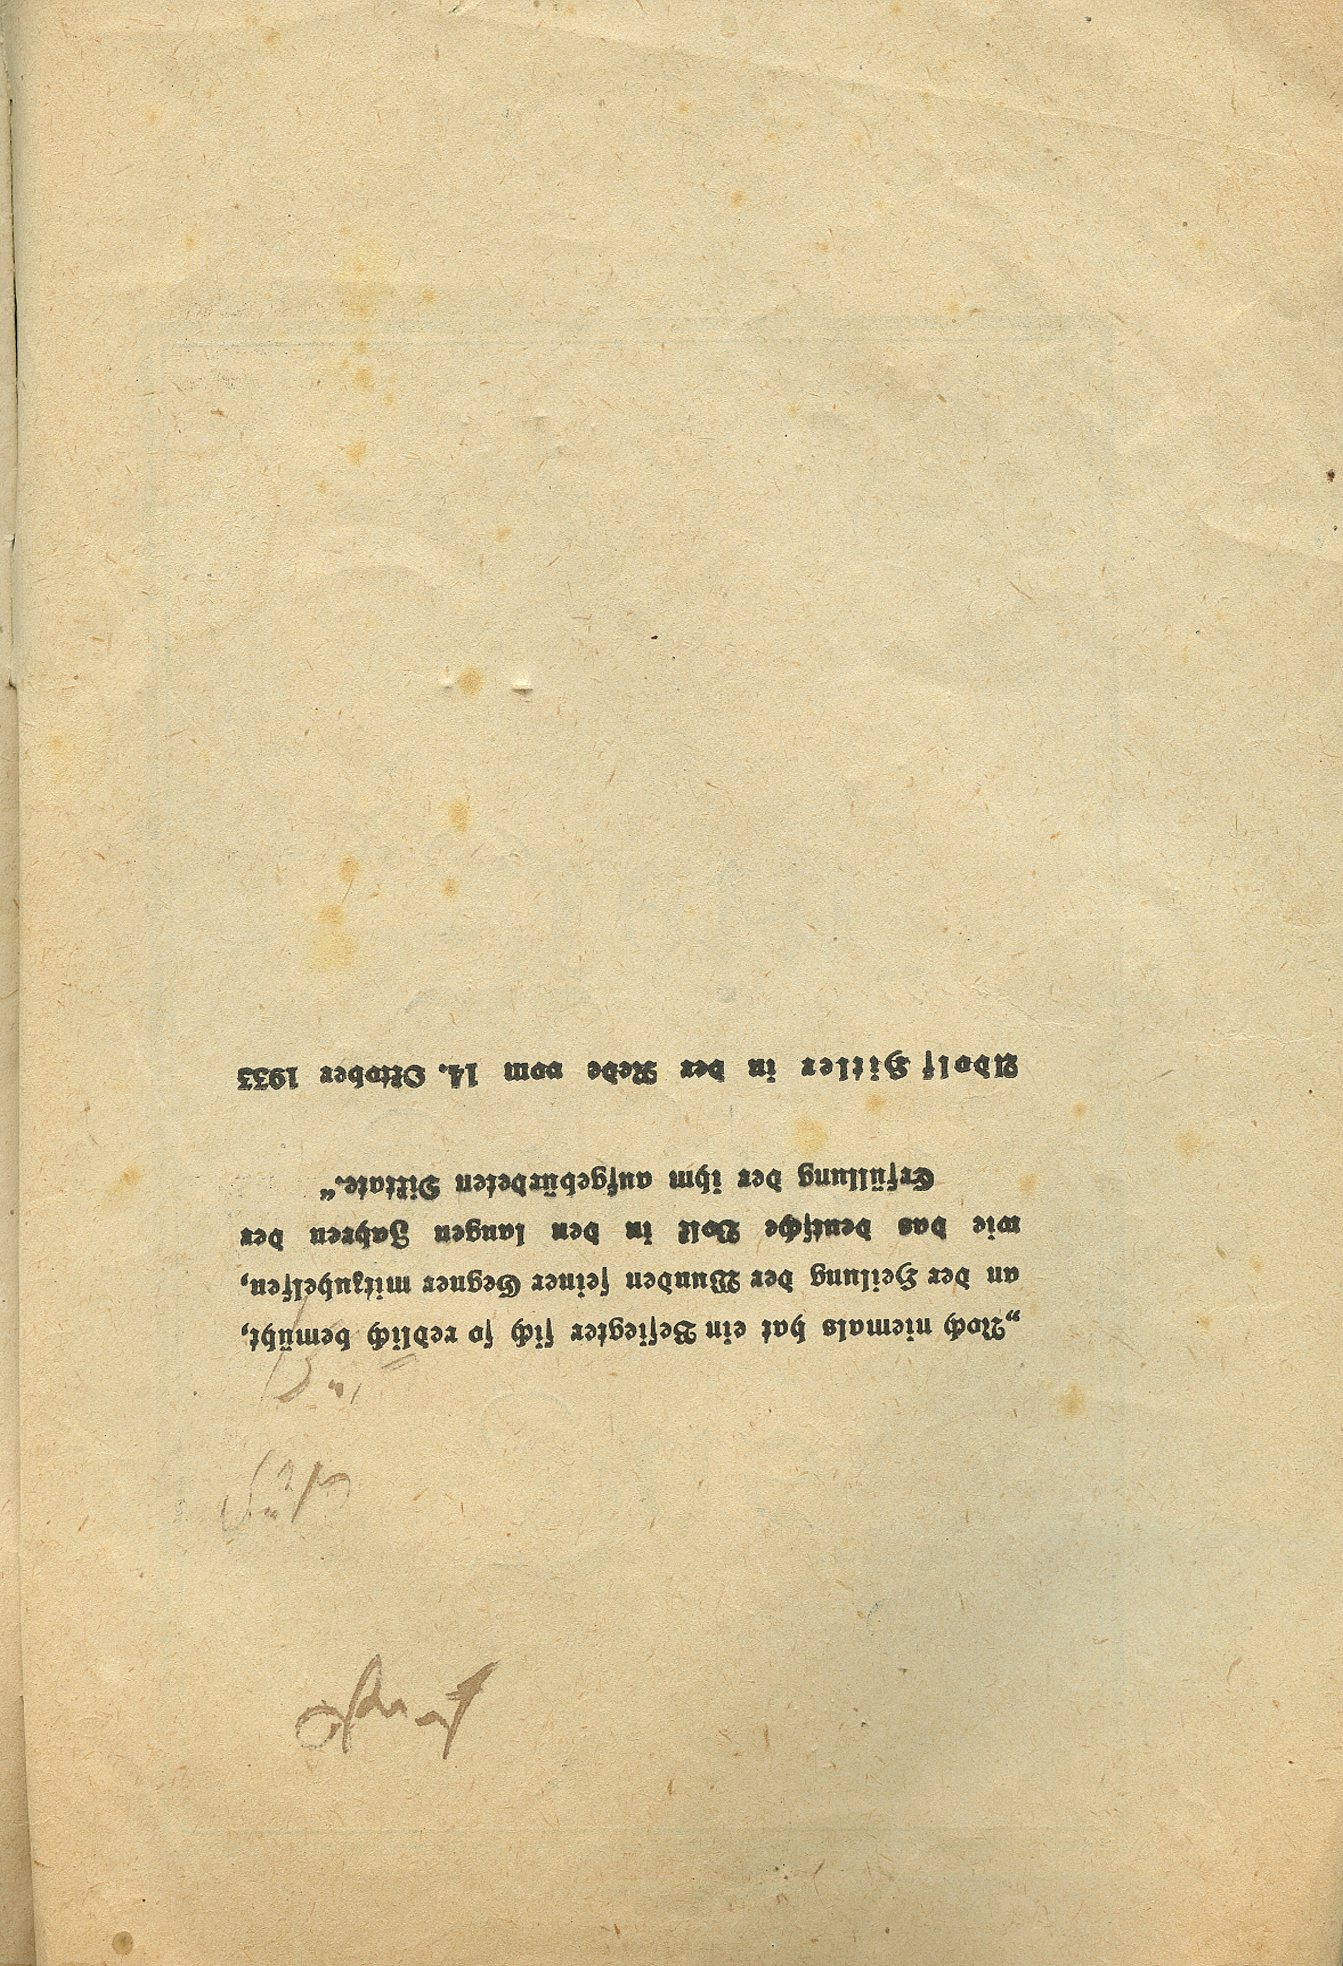 „Noch niemals hat ein Besiegter sich so redlich bemüht,
an der Heilung der Wunden seiner Gegner mitzuhelfen,
wie das deutsche Volk in den langen Jahren der
Erfüllung der ihm aufgebürdeten Diktate.“
Adolf Hitler in der Rede vom 14. Oktober 1933